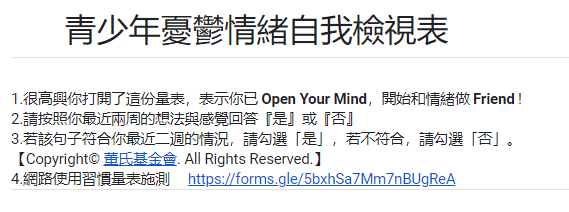 青少年憂鬱情緒自我檢視表
1.很高興你打開了這份量表，表示你已 Open Your Mind，開始和情緒做 Friend！
2.請按照你最近兩周的想法與感覺回答『是』或『否』
3.若該句子符合你最近二週的情況，請勾選「是」，若不符合，請勾選「否」。
【Copyright© 董氏基金會. All Rights Reserved.】
4.網路使用習慣量表施測 https://forms.gle/5bxhSa7Mm7nBUgReA